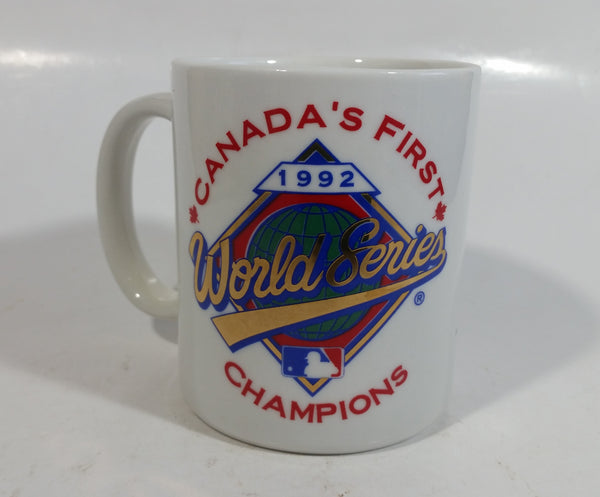 CANADA'S FIRST
1992
World Series
®
CHAMPIONS